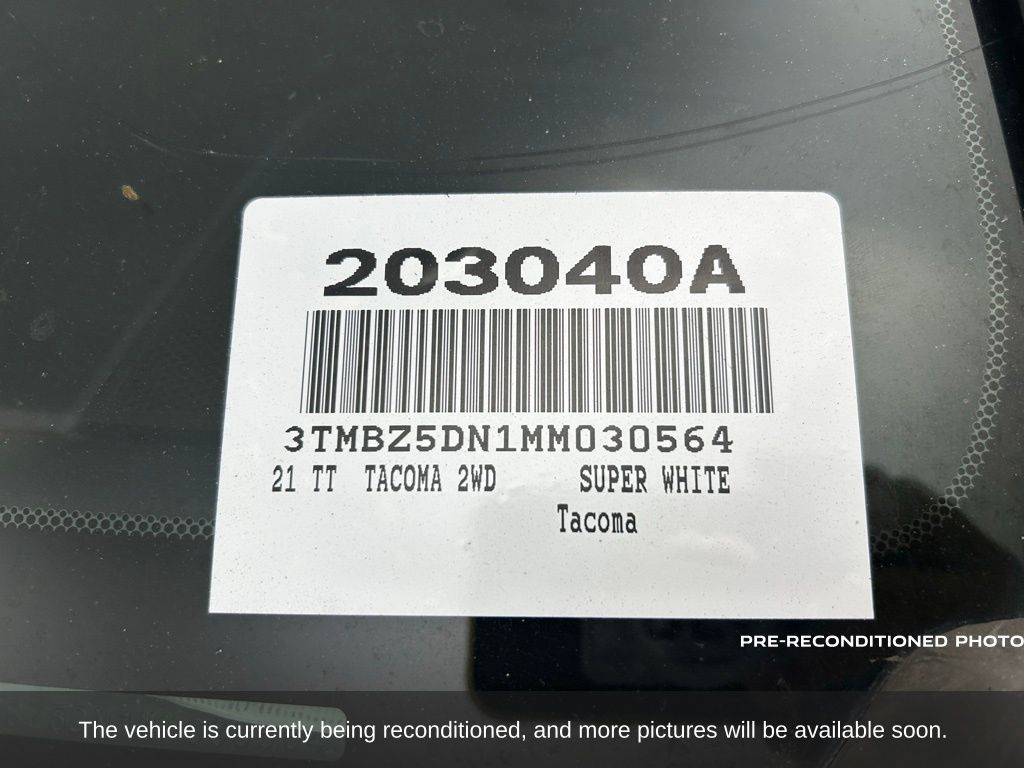 203040A
3TMBZ5DN1MM030564
21 TT TACOMA 2WD SUPER WHITE
Tacoma
PRE-RECONDITIONED PHOTO
The vehicle is currently being reconditioned, and more pictures will be available soon.